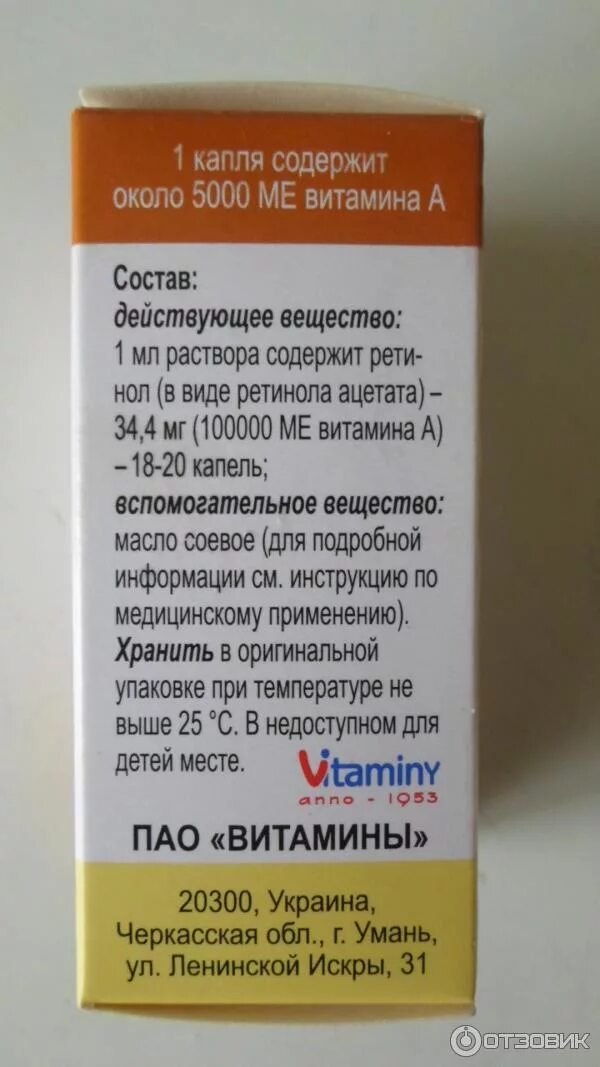 1 капля содержит
около 5000 МЕ витамина А
Состав:
действующее вещество:
1 мл раствора содержит рети-
нол (в виде ретинола ацетата) –
34,4 мг (100000 МЕ витамина А)
– 18-20 капель;
вспомогательное вещество:
масло соевое (для подробной
информации см. инструкцию по
медицинскому применению).
Хранить в оригинальной
упаковке при температуре не
выше 25 °С. В недоступном для
детей месте.
Vitaminy
anno - 1953
ПАО «ВИТАМИНЫ»
20300, Украина,
Черкасская обл., г. Умань,
ул. Ленинской Искры, 31
ОТЗОВИК